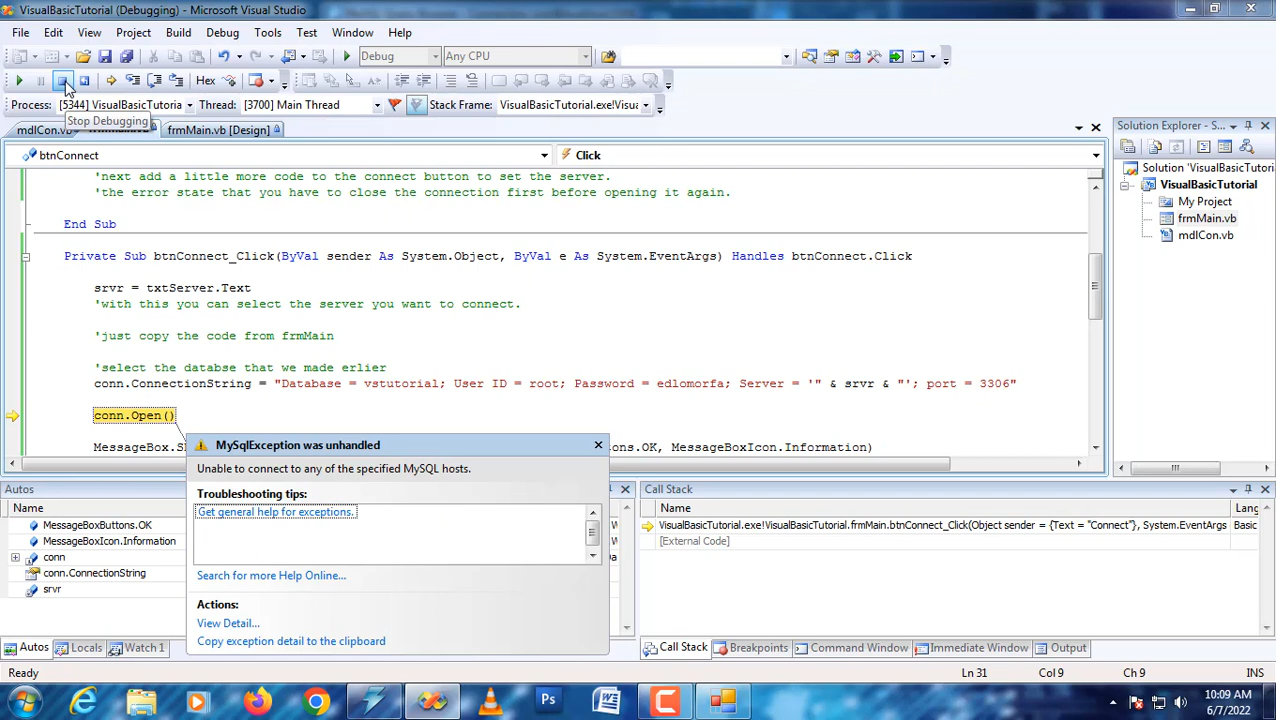 VisualBasicTutorial (Debugging) - Microsoft Visual Studio
File Edit View Project Build Debug Tools Test Window Help
Debug Any CPU
Hex
Process: [5344] VisualBasicTutoria Thread: [3700] Main Thread Stack Frame: VisualBasicTutorial.exe!Visua
Stop Debugging
mdlCon.vb frmMain.vb [Design]
Solution Explorer - S...
btnConnect Click
'next add a little more code to the connect button to set the server.
'the error state that you have to close the connection first before opening it again.
End Sub
Private Sub btnConnect_Click(ByVal sender As System.Object, ByVal e As System.EventArgs) Handles btnConnect.Click
srvr = txtServer.Text
'with this you can select the server you want to connect.
'just copy the code from frmMain
'select the databse that we made erlier
conn.ConnectionString = "Database = vstutorial; User ID = root; Password = edlomorfa; Server = '" & srvr & "'; port = 3306"
conn.Open()
MessageBox.S ons.OK, MessageBoxIcon.Information)
Solution 'VisualBasicTutori
VisualBasicTutorial
My Project
frmMain.vb
mdlCon.vb
MySqlException was unhandled
Unable to connect to any of the specified MySQL hosts.
Troubleshooting tips:
Get general help for exceptions.
Search for more Help Online...
Actions:
View Detail...
Copy exception detail to the clipboard
Autos
Name
MessageBoxButtons.OK
MessageBoxIcon.Information
conn
conn.ConnectionString
srvr
Autos Locals Watch 1
Call Stack
Name Lang
VisualBasicTutorial.exe!VisualBasicTutorial.frmMain.btnConnect_Click(Object sender = {Text = "Connect"}, System.EventArgs Basic
[External Code]
Call Stack Breakpoints Command Window Immediate Window Output
Ready Ln 31 Col 9 Ch 9 INS
Ps
10:09 AM
6/7/2022